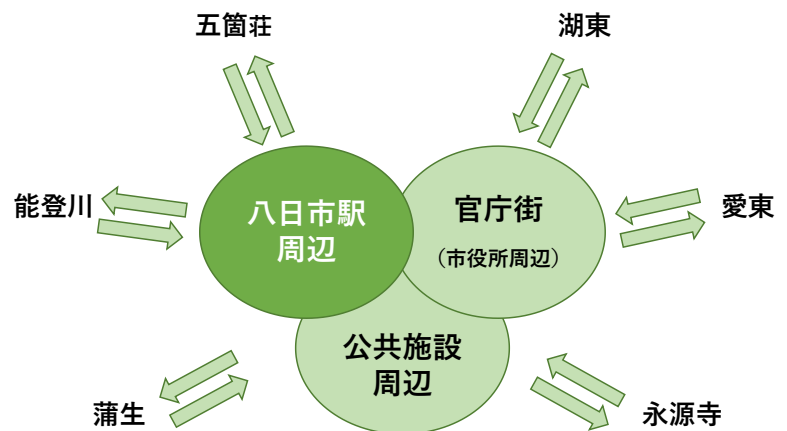 五箇荘
湖東
能登川
八日市駅
周辺
官庁街
（市役所周辺）
愛東
公共施設
周辺
蒲生
永源寺